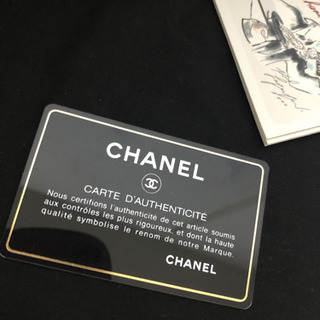 CHANEL
CARTE D'AUTHENTICITÉ
Nous certifions l'authenticité de cet article soumis
aux contrôles les plus rigoureux, et dont la haute
qualité symbolise le renom de notre Marque.
CHANEL